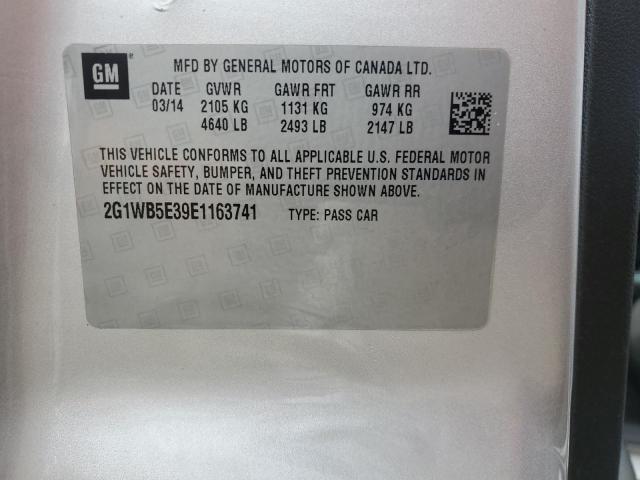 GM
MFD BY GENERAL MOTORS OF CANADA LTD.
DATE GVWR GAWR FRT GAWR RR
03/14 2105 KG 1131 KG 974 KG
4640 LB 2493 LB 2147 LB
THIS VEHICLE CONFORMS TO ALL APPLICABLE U.S. FEDERAL MOTOR
VEHICLE SAFETY, BUMPER, AND THEFT PREVENTION STANDARDS IN
EFFECT ON THE DATE OF MANUFACTURE SHOWN ABOVE.
2G1WB5E39E1163741 TYPE: PASS CAR